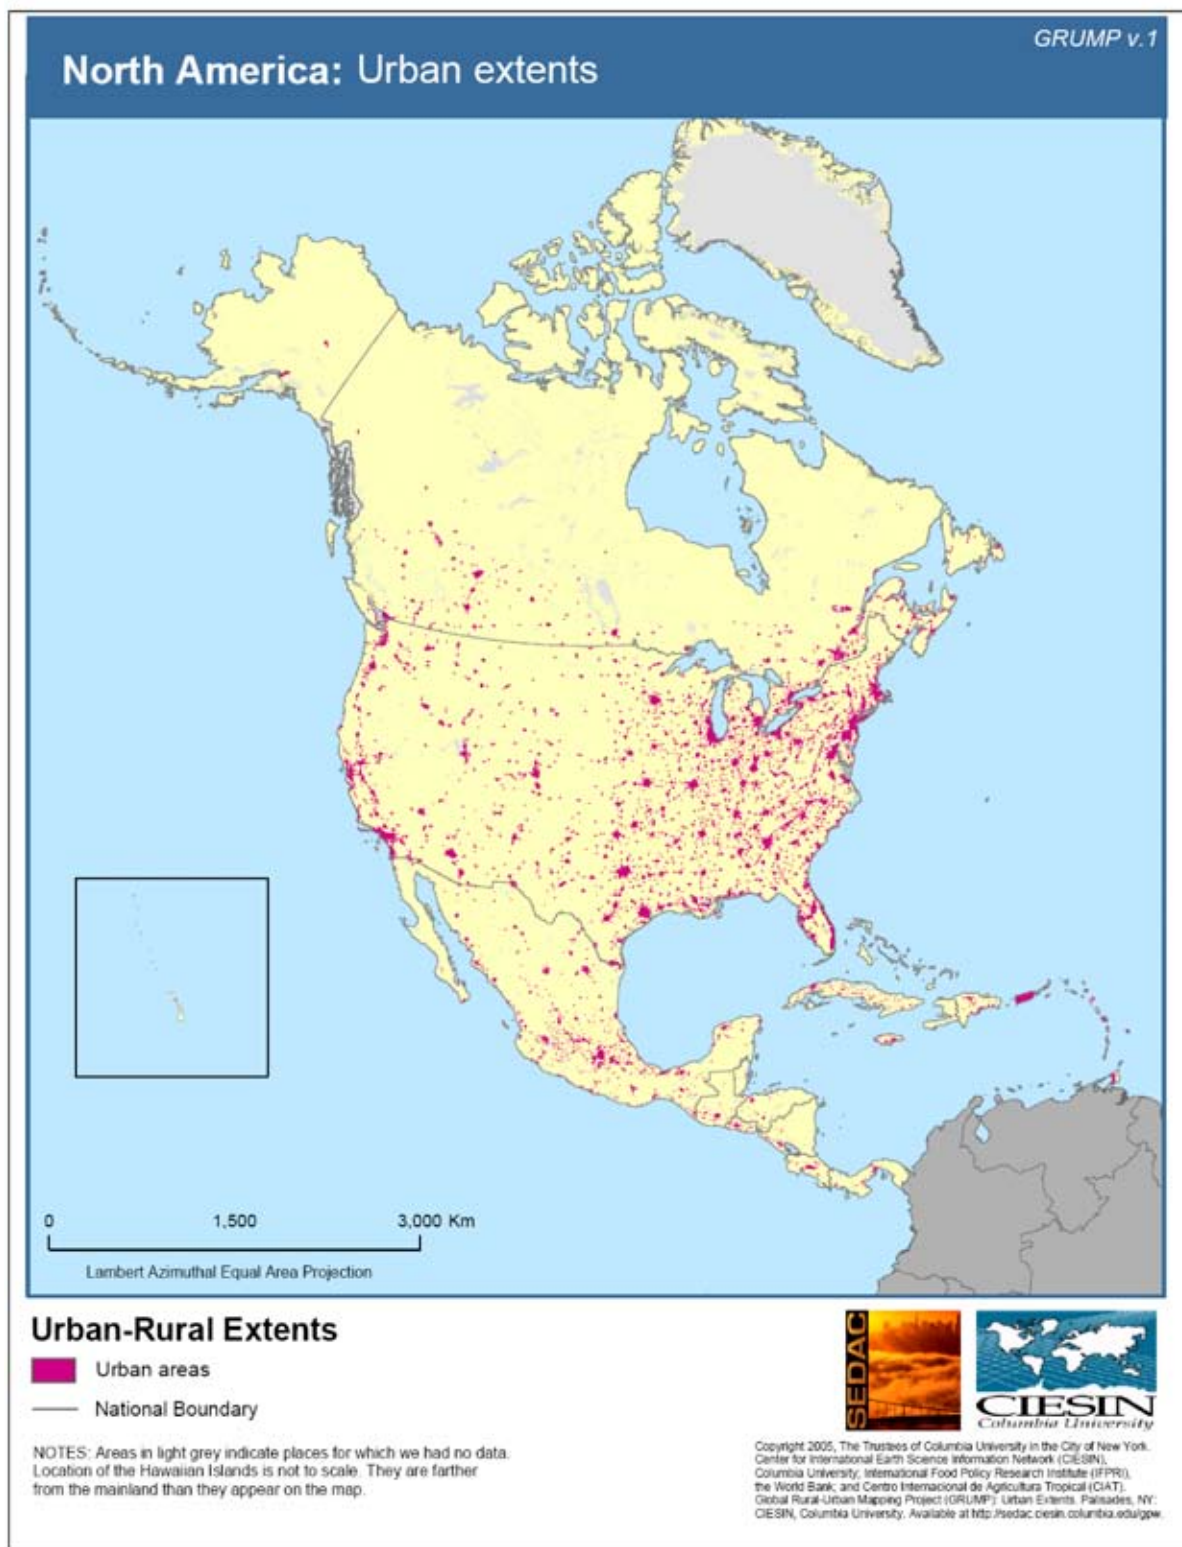 GRUMP v.1
North America: Urban extents
0 1,500 3,000 Km
Lambert Azimuthal Equal Area Projection
Urban-Rural Extents
Urban areas
National Boundary
NOTES: Areas in light grey indicate places for which we had no data.
Location of the Hawaiian Islands is not to scale. They are farther
from the mainland than they appear on the map.
SEDAC
CIESIN
Columbia University
Copyright 2005, The Trustees of Columbia University in the City of New York.
Center for International Earth Science Information Network (CIESIN),
Columbia University; International Food Policy Research Institute (IFPRI),
the World Bank; and Centro Internacional de Agricultura Tropical (CIAT).
Global Rural-Urban Mapping Project (GRUMP): Urban Extents. Palisades, NY:
CIESIN, Columbia University. Available at http://sedac.ciesin.columbia.edu/gpw.